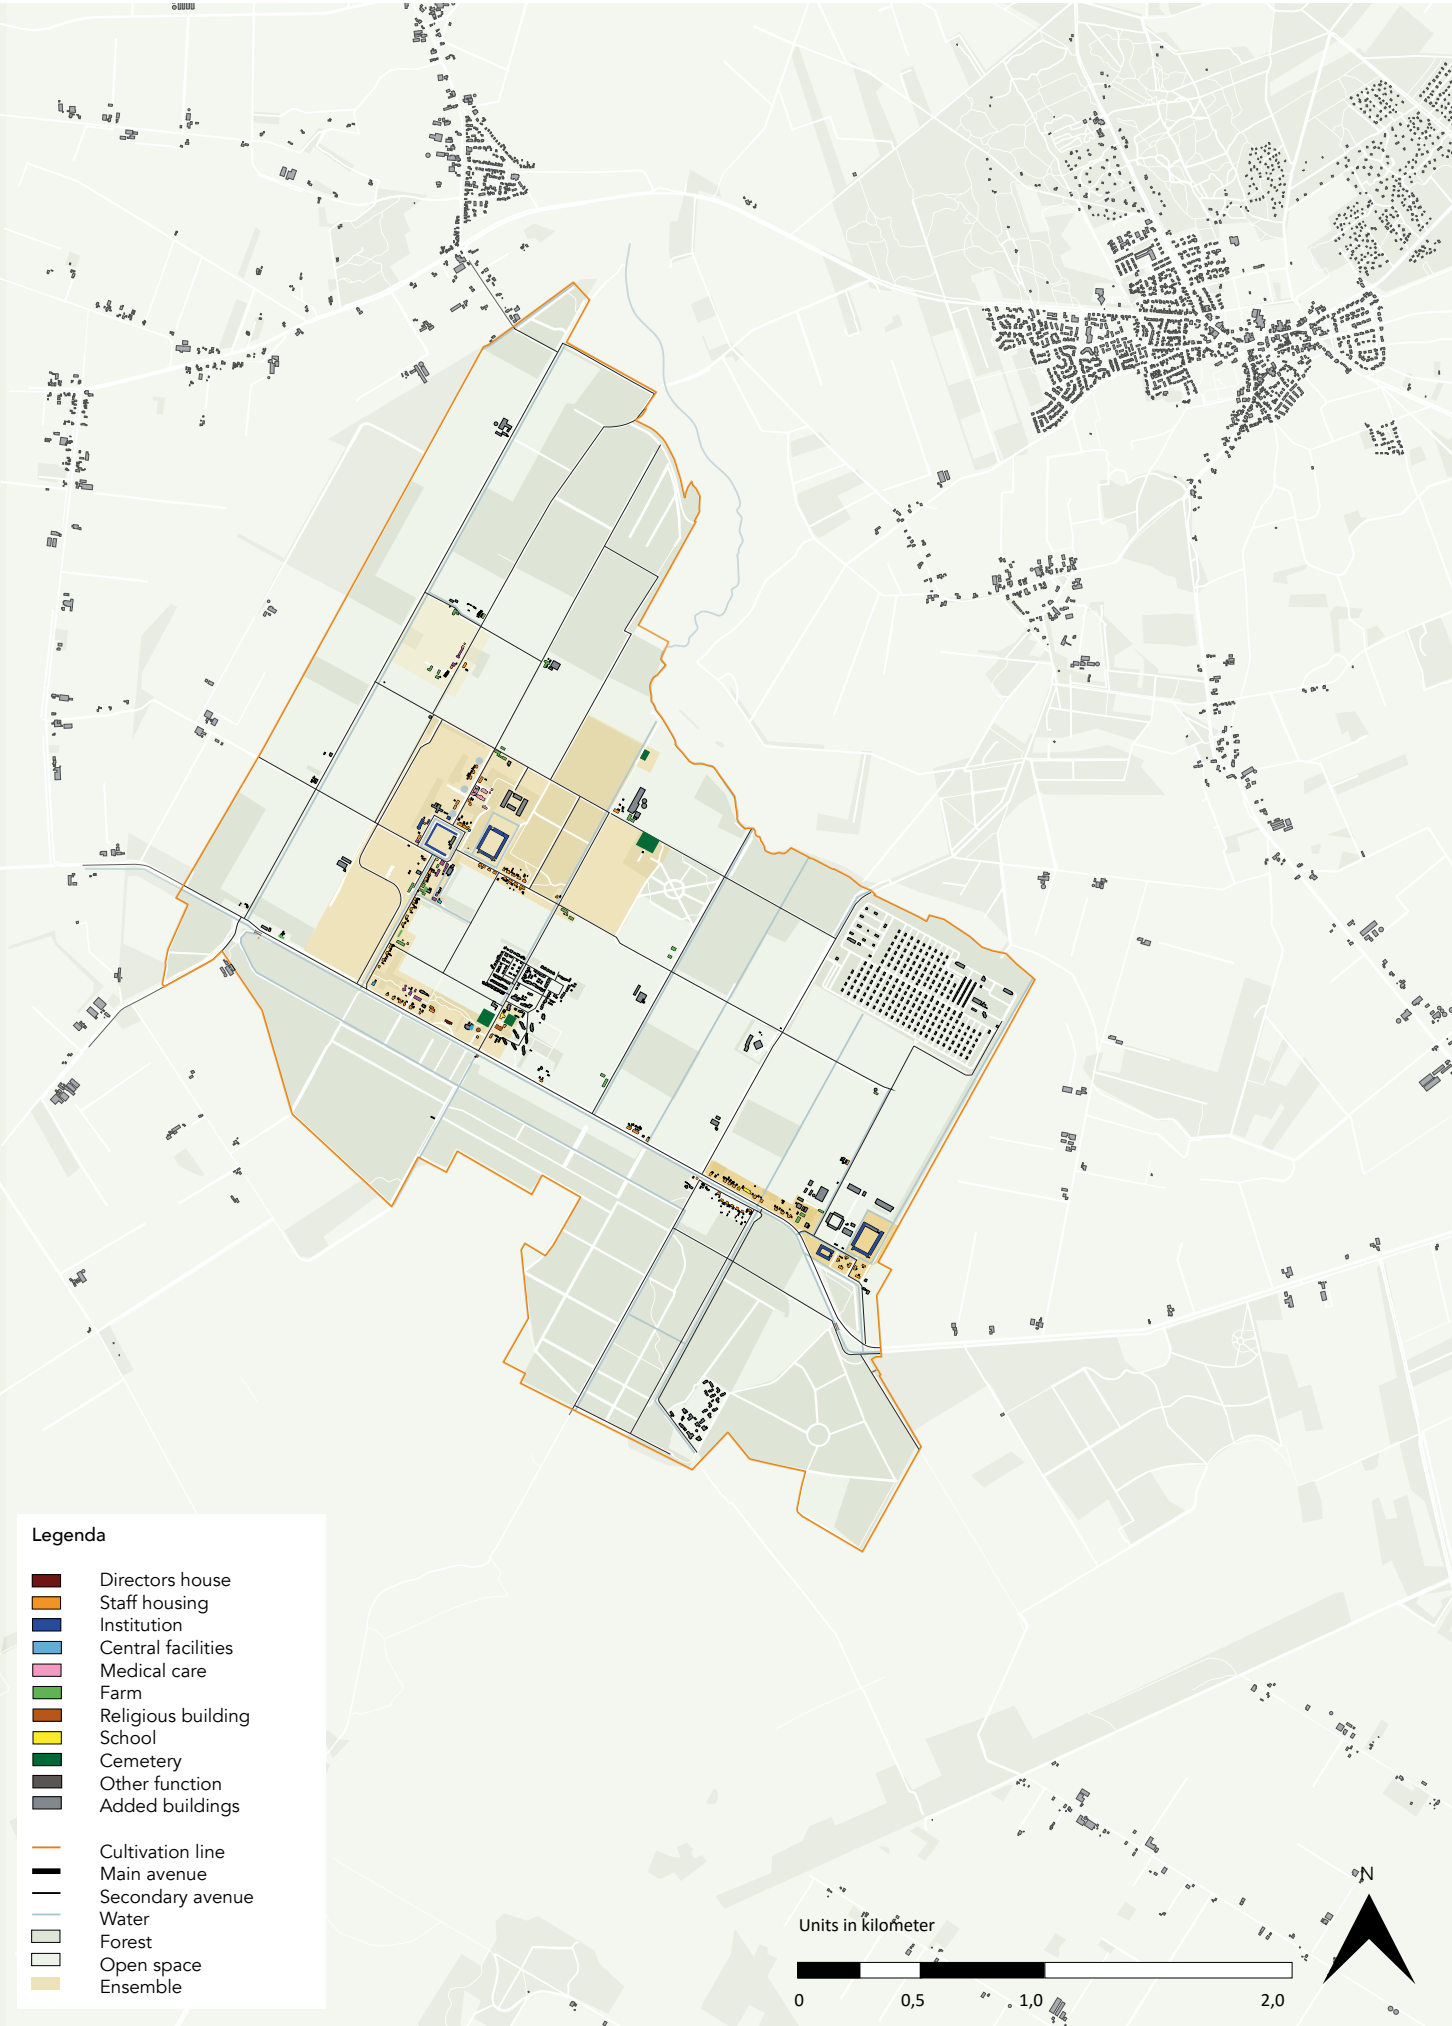 Legenda
Directors house
Staff housing
Institution
Central facilities
Medical care
Farm
Religious building
School
Cemetery
Other function
Added buildings
Cultivation line
Main avenue
Secondary avenue
Water
Forest
Open space
Ensemble
N
Units in kilometer
0 0,5 1,0 2,0